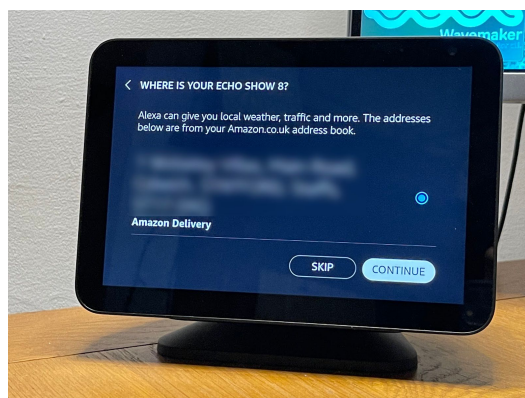 Wavemaker
WHERE IS YOUR ECHO SHOW 8?
Alexa can give you local weather, traffic and more. The addresses
below are from your Amazon.co.uk address book.
Amazon Delivery
SKIP
CONTINUE